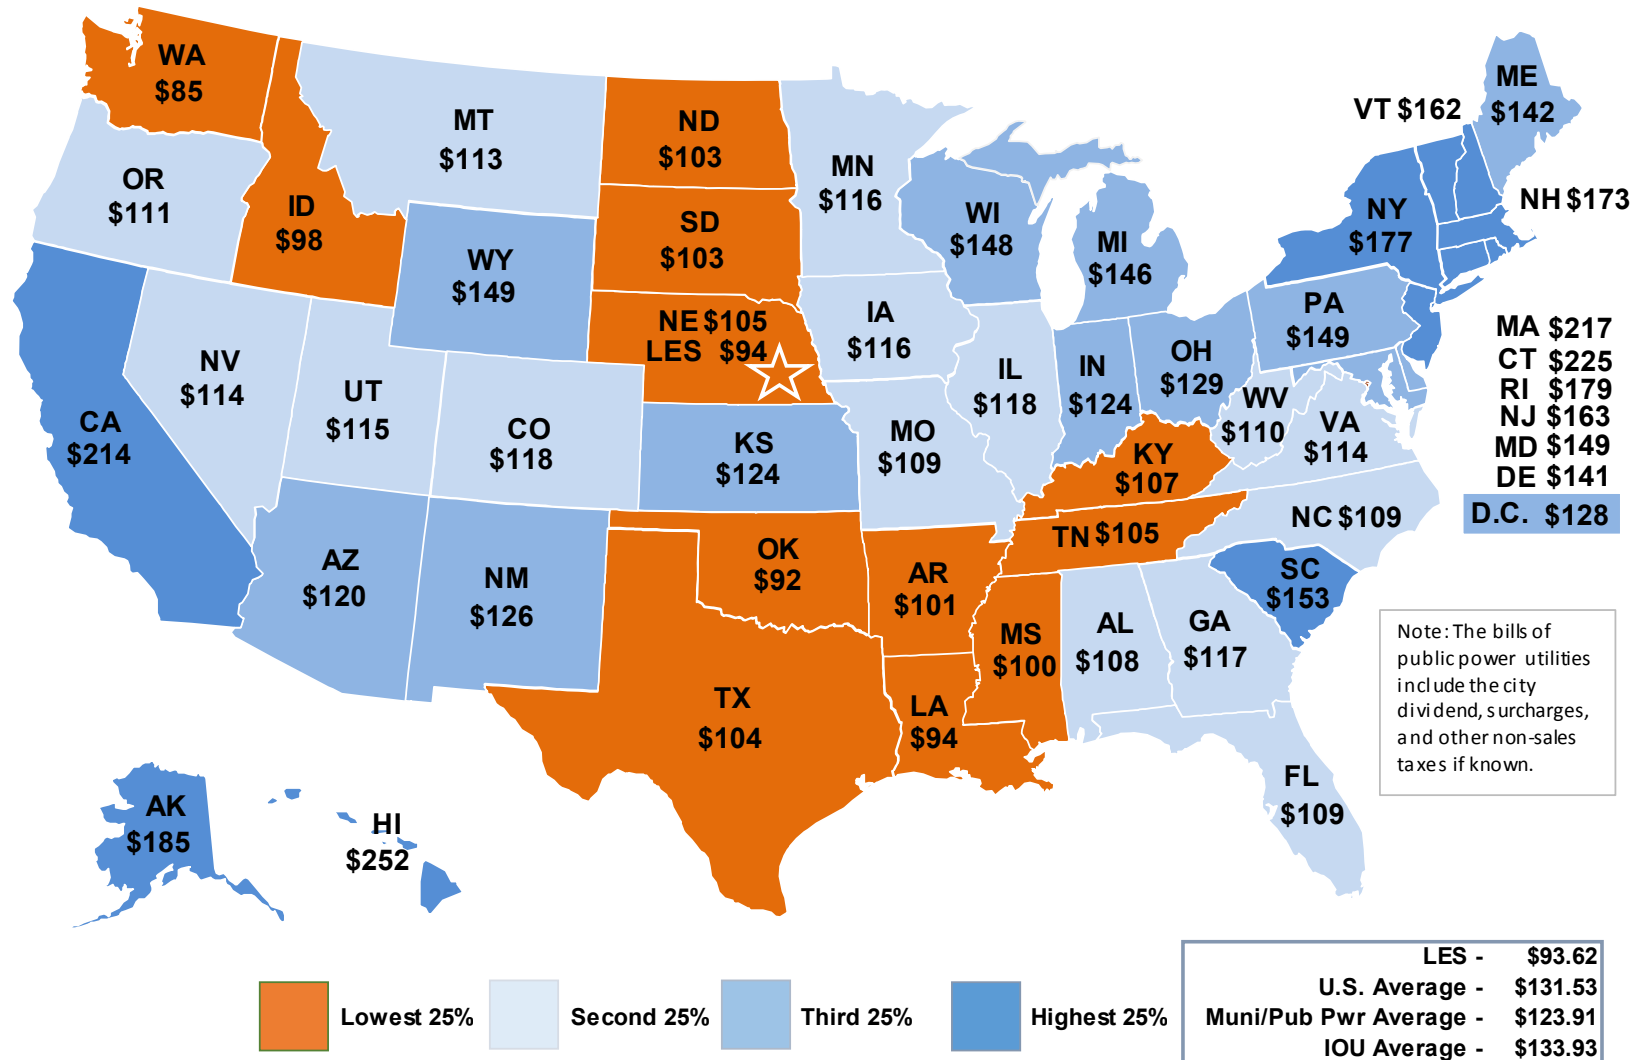 WA
$85
MT
$113
ND
$103
ME
$142
VT $162
OR
$111
ID
$98
MN
$116
WI
$148
MI
$146
NY
$177
NH $173
SD
$103
WY
$149
NE $105
LES $94
IA
$116
PA
$149
NV
$114
UT
$115
CO
$118
CA
$214
KS
$124
MO
$109
IL
$118
IN
$124
OH
$129
WV
$110
VA
$114
KY
$107
MA $217
CT $225
RI $179
NJ $163
MD $149
DE $141
D.C. $128
AZ
$120
NM
$126
OK
$92
AR
$101
TN $105
NC $109
SC
$153
MS
$100
AL
$108
GA
$117
TX
$104
LA
$94
FL
$109
AK
$185
HI
$252
Note: The bills of
public power utilities
include the city
dividend, surcharges,
and other non-sales
taxes if known.
Lowest 25%
Second 25%
Third 25%
Highest 25%
LES - $93.62
U.S. Average - $131.53
Muni/Pub Pwr Average - $123.91
IOU Average - $133.93